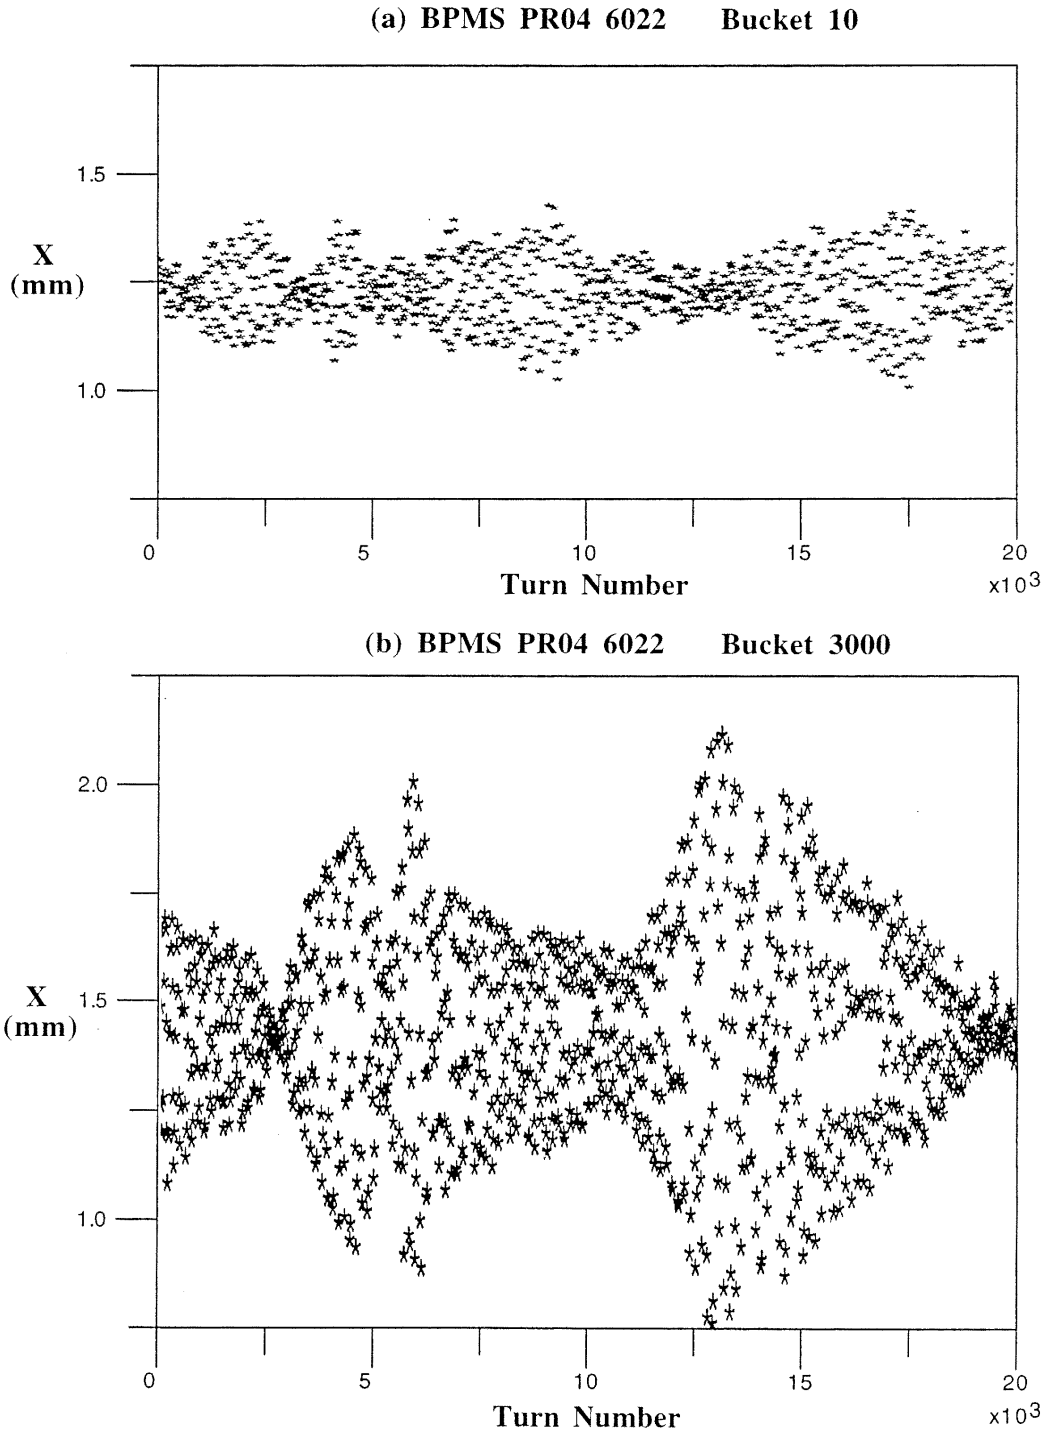 (a) BPMS PR04 6022 Bucket 10
1.5
X
(mm)
1.0
0 5 10 15 20
Turn Number x10³
(b) BPMS PR04 6022 Bucket 3000
2.0
X
1.5
(mm)
1.0
0 5 10 15 20
Turn Number x10³